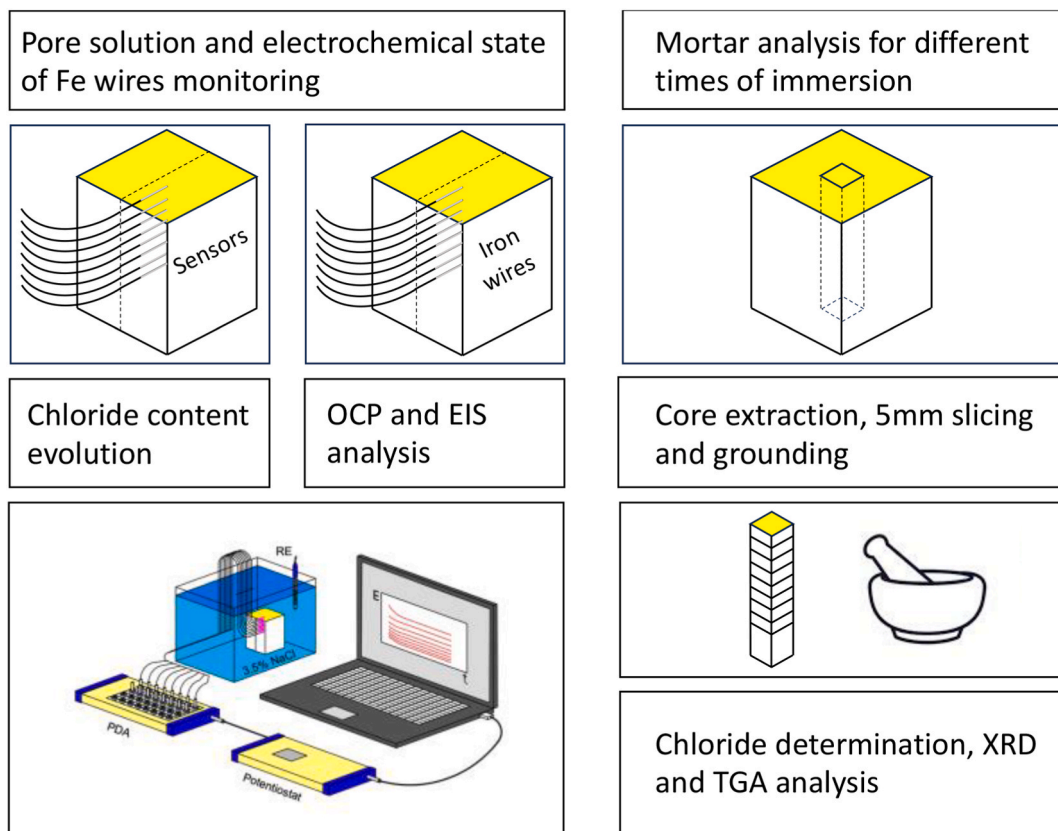 Pore solution and electrochemical state
of Fe wires monitoring
Mortar analysis for different
times of immersion
Sensors
Iron
wires
Chloride content
evolution
OCP and EIS
analysis
Core extraction, 5mm slicing
and grounding
RE
E
t
3.5% NaCl
PDA
Potentiostat
Chloride determination, XRD
and TGA analysis